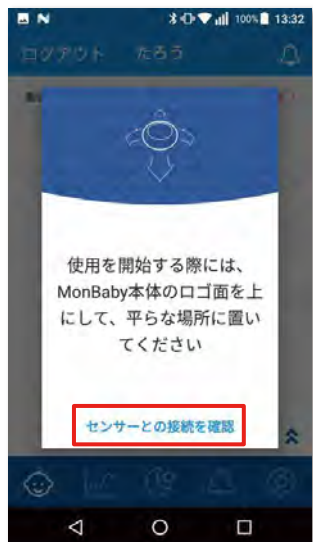 N 100% 13:32
ログアウト たろう
使用を開始する際には、
MonBaby本体のロゴ面を上
にして、平らな場所に置い
てください
センサーとの接続を確認